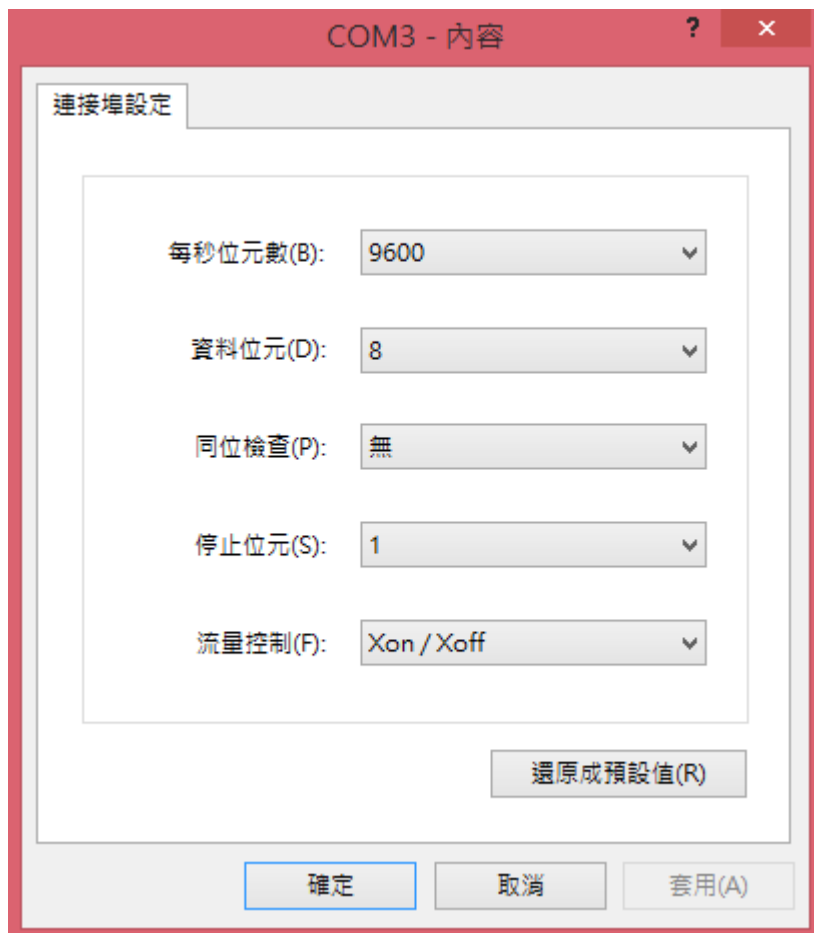 COM3 - 內容
?
連接埠設定
每秒位元數(B): 9600
資料位元(D): 8
同位檢查(P): 無
停止位元(S): 1
流量控制(F): Xon / Xoff
還原成預設值(R)
確定 取消 套用(A)